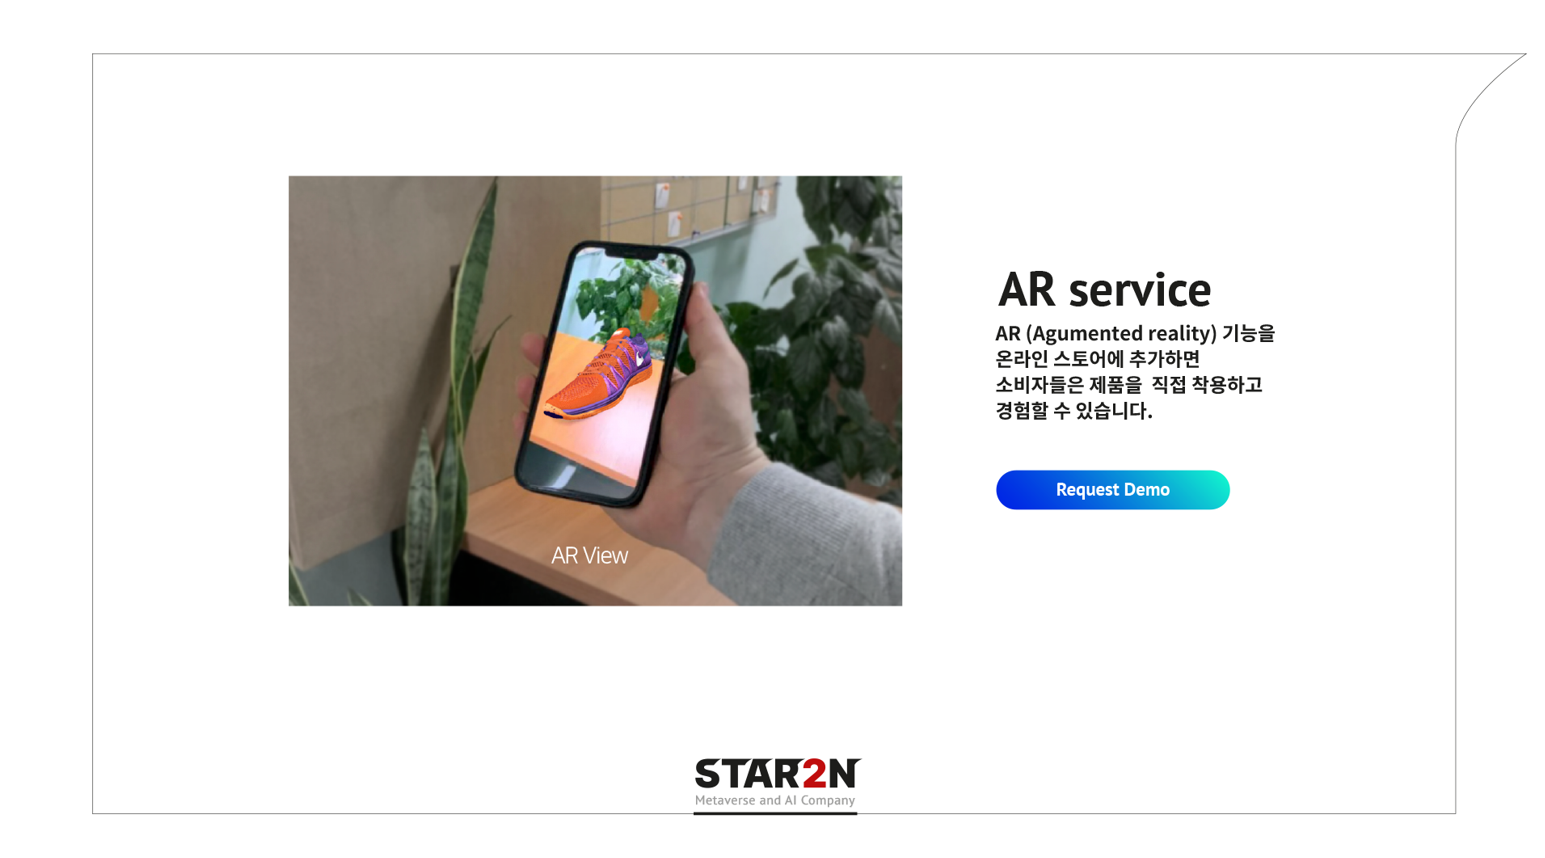 AR service
AR (Agumented reality) 기능을
온라인 스토어에 추가하면
소비자들은 제품을  직접 착용하고
경험할 수 있습니다.
Request Demo
AR View
STAR2N
Metaverse and AI Company